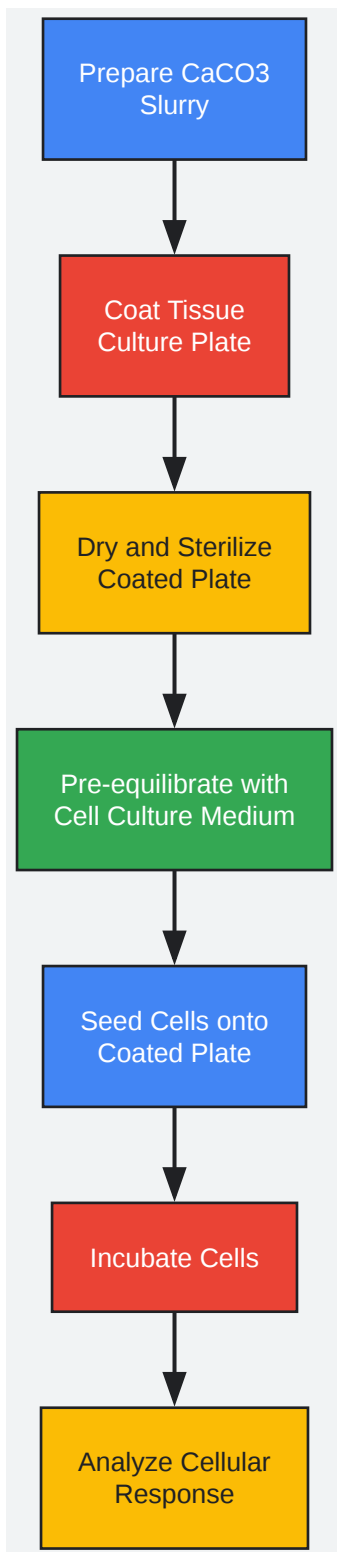 Prepare CaCO3
Slurry
Coat Tissue
Culture Plate
Dry and Sterilize
Coated Plate
Pre-equilibrate with
Cell Culture Medium
Seed Cells onto
Coated Plate
Incubate Cells
Analyze Cellular
Response